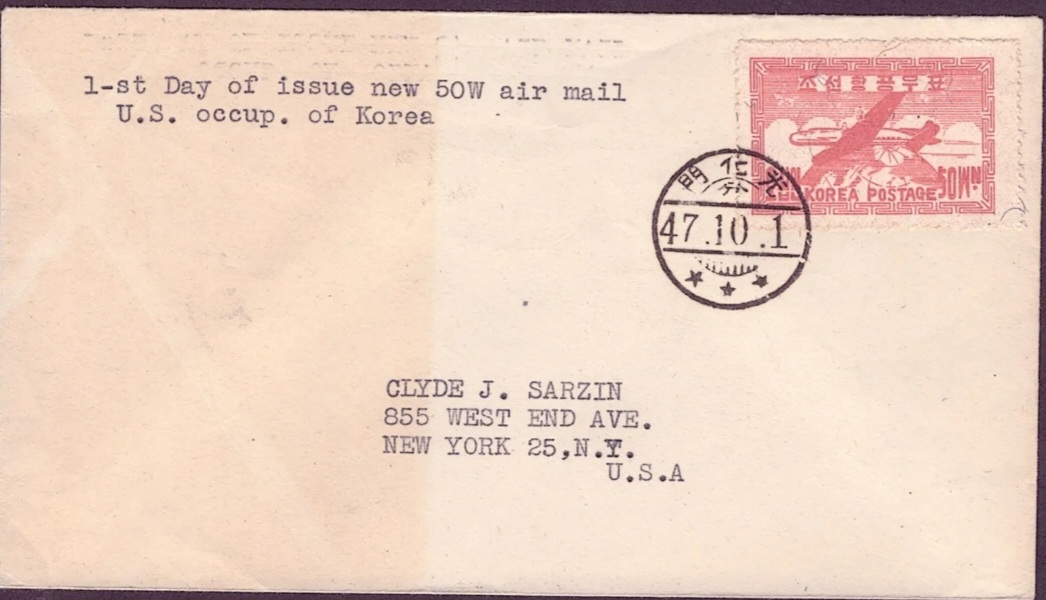 1-st Day of issue new 50W air mail
U.S. occup. of Korea
조선항공우표
KOREA POSTAGE 50WN.
光化門
47.10.1
CLYDE J. SARZIN
855 WEST END AVE.
NEW YORK 25,N.Y.
U.S.A